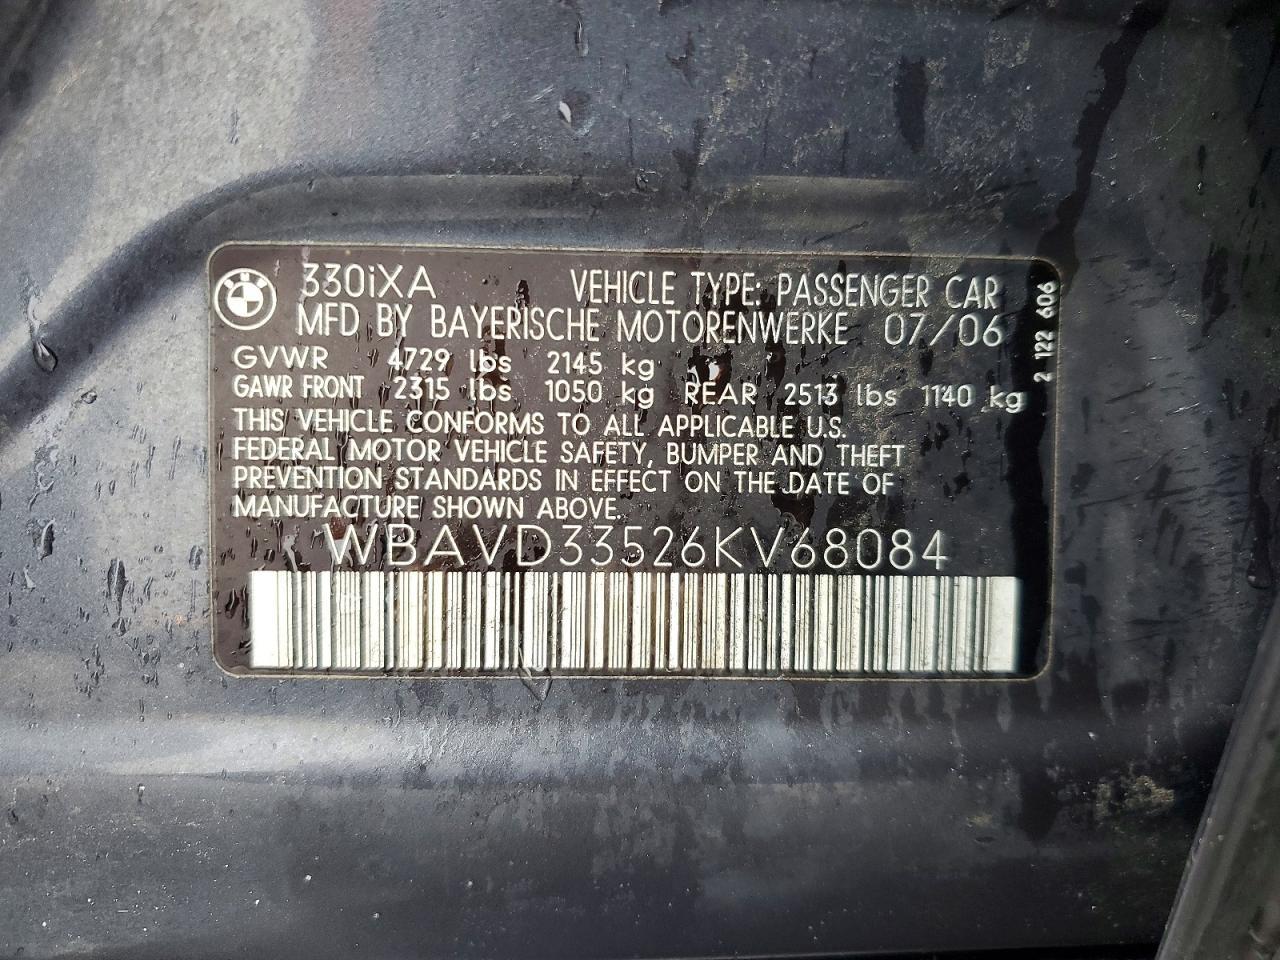 330iXA VEHICLE TYPE: PASSENGER CAR
MFD BY BAYERISCHE MOTORENWERKE 07/06
GVWR 4729 lbs 2145 kg
GAWR FRONT 2315 lbs 1050 kg REAR 2513 lbs 1140 kg
THIS VEHICLE CONFORMS TO ALL APPLICABLE U.S.
FEDERAL MOTOR VEHICLE SAFETY, BUMPER AND THEFT
PREVENTION STANDARDS IN EFFECT ON THE DATE OF
MANUFACTURE SHOWN ABOVE.
WBAVD33526KV68084
2 122 606